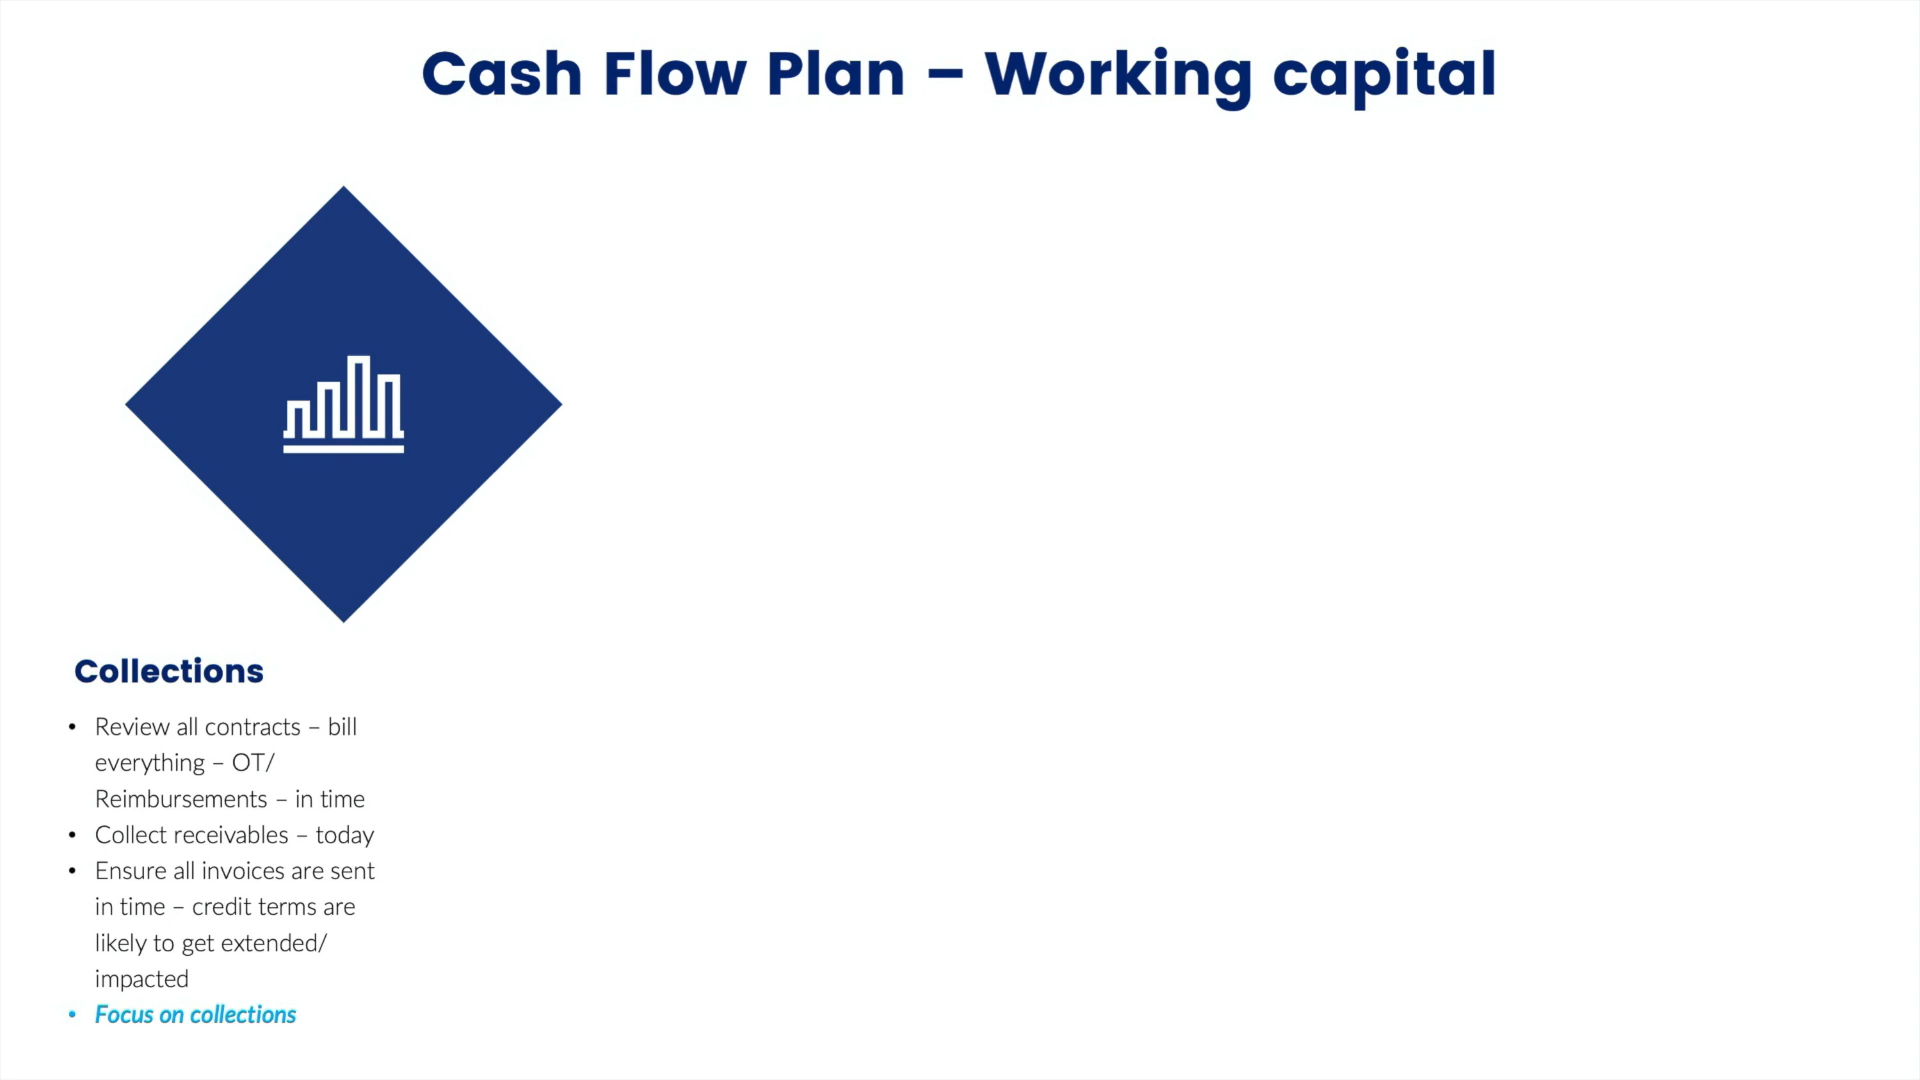 Cash Flow Plan – Working capital
Collections
• Review all contracts – bill
everything – OT/
Reimbursements – in time
• Collect receivables – today
• Ensure all invoices are sent
in time – credit terms are
likely to get extended/
impacted
• Focus on collections